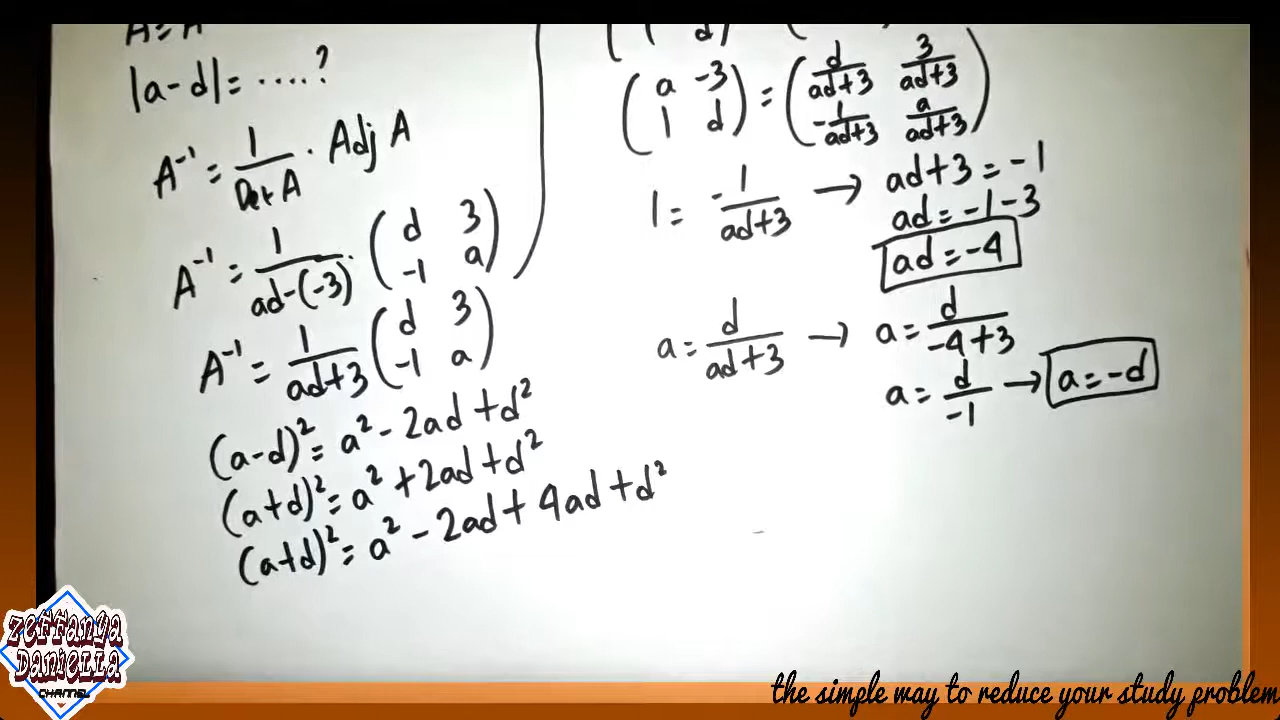 |a-d| = ....?
A⁻¹ = 1/Det A · Adj A
A⁻¹ = 1/ad-(-3) · (d 3
-1 a)
A⁻¹ = 1/ad+3 (d 3
-1 a)
(a-d)² = a² - 2ad + d²
(a+d)² = a² + 2ad + d²
(a+d)² = a² - 2ad + 4ad + d²
(a -3
1 d) = (d/ad+3 3/ad+3
-1/ad+3 a/ad+3)
1 = -1/ad+3 → ad+3 = -1
ad = -1-3
ad = -4
a = d/ad+3 → a = d/-4+3
a = d/-1 → a = -d
Zeffanya
Daniella
CHANNEL
the simple way to reduce your study problem